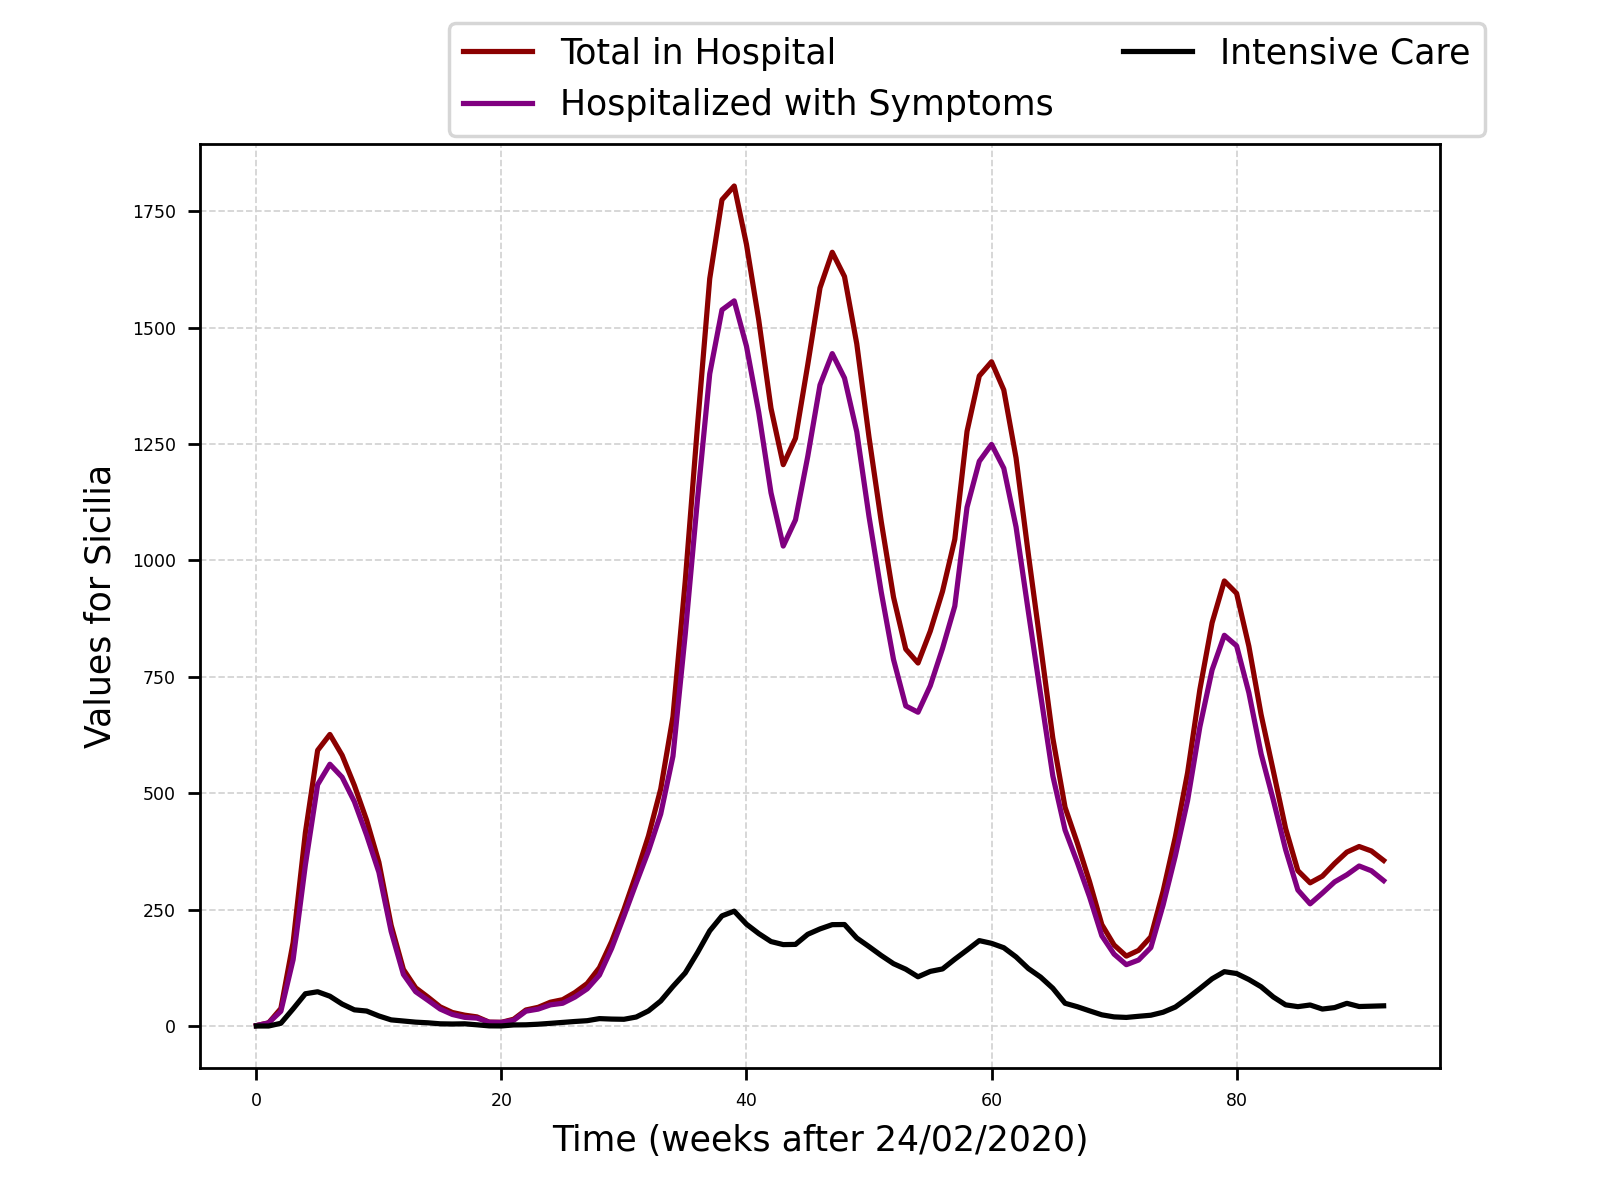 Total in Hospital
Hospitalized with Symptoms
Intensive Care
1750
1500
1250
1000
750
500
250
0
Values for Sicilia
0 20 40 60 80
Time (weeks after 24/02/2020)